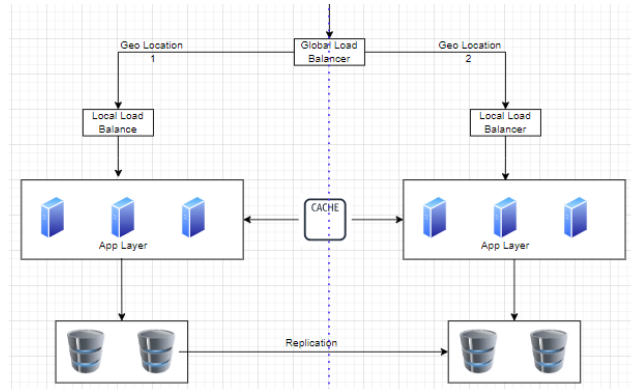 Geo Location
1
Global Load
Balancer
Geo Location
2
Local Load
Balance
Local Load
Balancer
CACHE
App Layer
App Layer
Replication